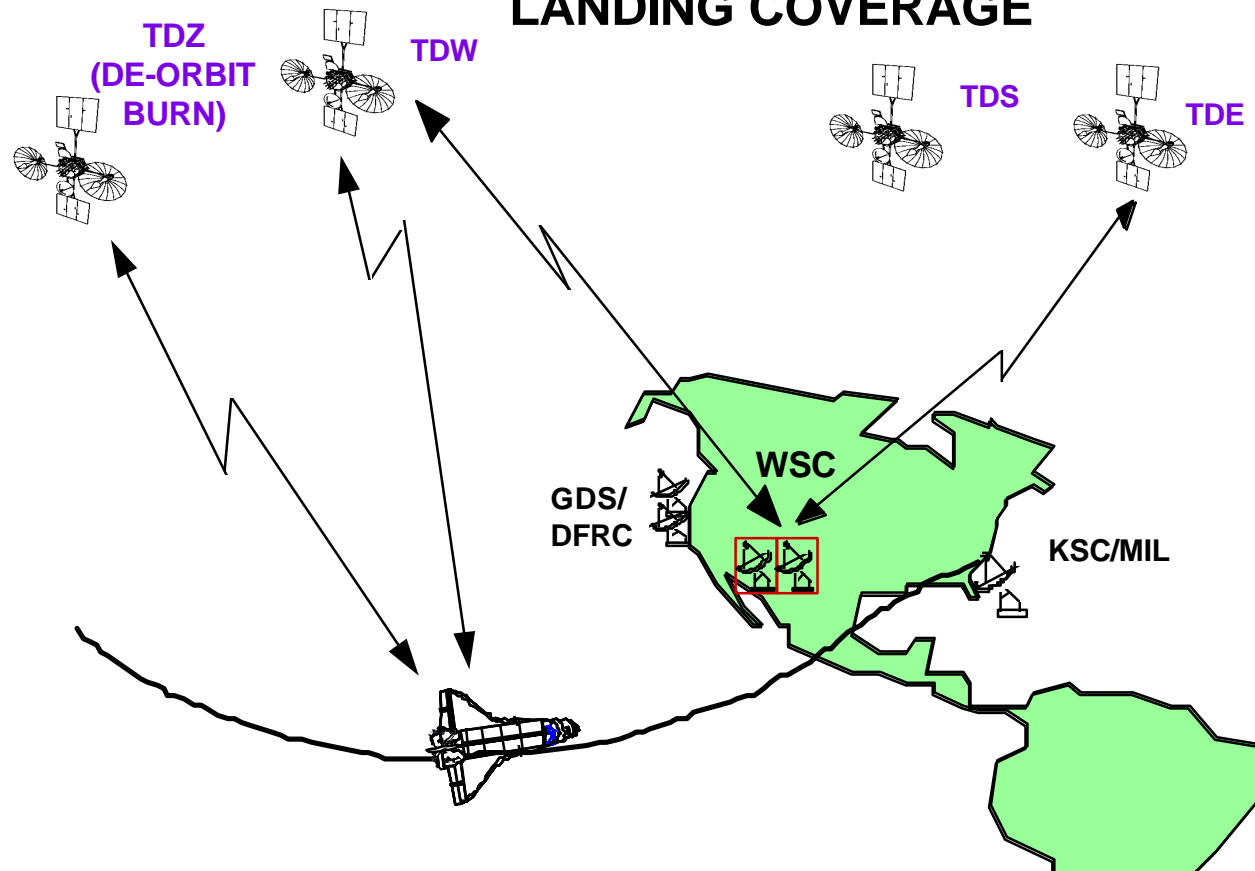 LANDING COVERAGE
TDZ
(DE-ORBIT
BURN)
TDW
TDS
TDE
WSC
GDS/
DFRC
KSC/MIL